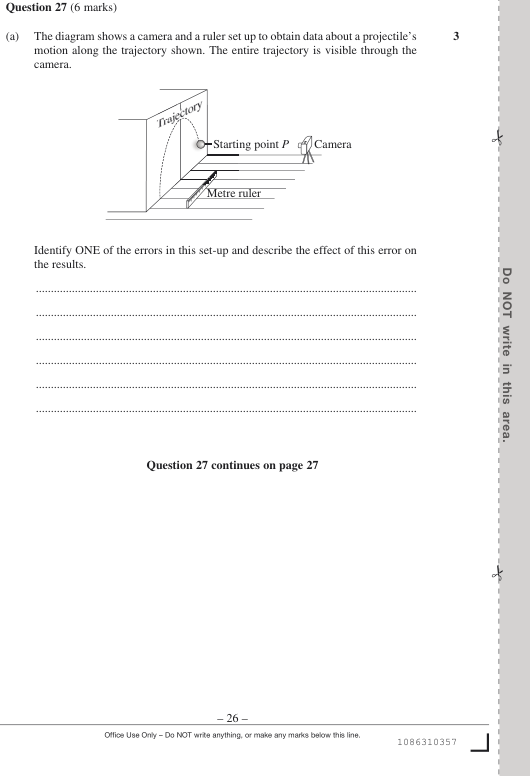 Question 27 (6 marks)
(a) The diagram shows a camera and a ruler set up to obtain data about a projectile's 3
motion along the trajectory shown. The entire trajectory is visible through the
camera.
Trajectory
Starting point P
Camera
Metre ruler
Identify ONE of the errors in this set-up and describe the effect of this error on
the results.
Question 27 continues on page 27
Do NOT write in this area.
– 26 –
Office Use Only – Do NOT write anything, or make any marks below this line.
1086310357